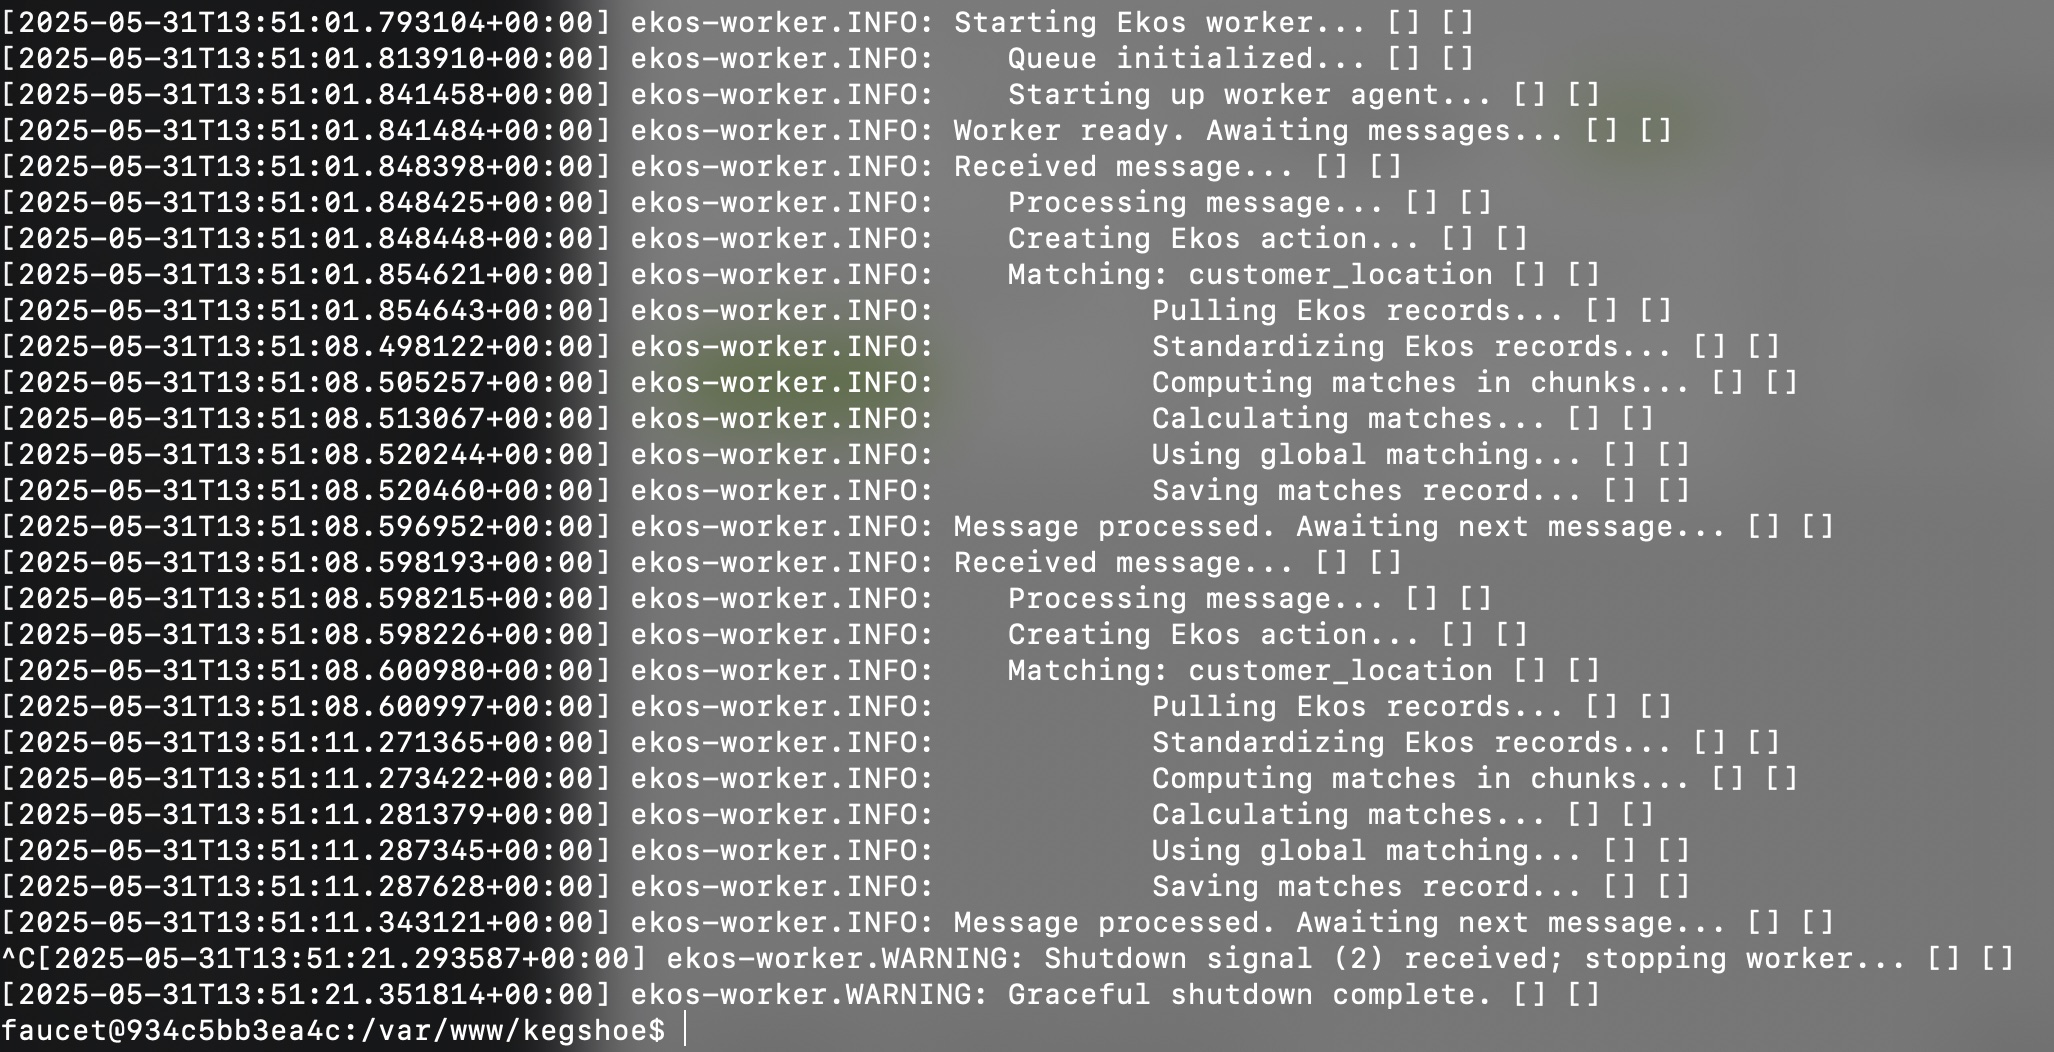 [2025-05-31T13:51:01.793104+00:00] ekos-worker.INFO: Starting Ekos worker... [] []
[2025-05-31T13:51:01.813910+00:00] ekos-worker.INFO:    Queue initialized... [] []
[2025-05-31T13:51:01.841458+00:00] ekos-worker.INFO:    Starting up worker agent... [] []
[2025-05-31T13:51:01.841484+00:00] ekos-worker.INFO: Worker ready. Awaiting messages... [] []
[2025-05-31T13:51:01.848398+00:00] ekos-worker.INFO: Received message... [] []
[2025-05-31T13:51:01.848425+00:00] ekos-worker.INFO:    Processing message... [] []
[2025-05-31T13:51:01.848448+00:00] ekos-worker.INFO:    Creating Ekos action... [] []
[2025-05-31T13:51:01.854621+00:00] ekos-worker.INFO:    Matching: customer_location [] []
[2025-05-31T13:51:01.854643+00:00] ekos-worker.INFO:            Pulling Ekos records... [] []
[2025-05-31T13:51:08.498122+00:00] ekos-worker.INFO:            Standardizing Ekos records... [] []
[2025-05-31T13:51:08.505257+00:00] ekos-worker.INFO:            Computing matches in chunks... [] []
[2025-05-31T13:51:08.513067+00:00] ekos-worker.INFO:            Calculating matches... [] []
[2025-05-31T13:51:08.520244+00:00] ekos-worker.INFO:            Using global matching... [] []
[2025-05-31T13:51:08.520460+00:00] ekos-worker.INFO:            Saving matches record... [] []
[2025-05-31T13:51:08.596952+00:00] ekos-worker.INFO: Message processed. Awaiting next message... [] []
[2025-05-31T13:51:08.598193+00:00] ekos-worker.INFO: Received message... [] []
[2025-05-31T13:51:08.598215+00:00] ekos-worker.INFO:    Processing message... [] []
[2025-05-31T13:51:08.598226+00:00] ekos-worker.INFO:    Creating Ekos action... [] []
[2025-05-31T13:51:08.600980+00:00] ekos-worker.INFO:    Matching: customer_location [] []
[2025-05-31T13:51:08.600997+00:00] ekos-worker.INFO:            Pulling Ekos records... [] []
[2025-05-31T13:51:11.271365+00:00] ekos-worker.INFO:            Standardizing Ekos records... [] []
[2025-05-31T13:51:11.273422+00:00] ekos-worker.INFO:            Computing matches in chunks... [] []
[2025-05-31T13:51:11.281379+00:00] ekos-worker.INFO:            Calculating matches... [] []
[2025-05-31T13:51:11.287345+00:00] ekos-worker.INFO:            Using global matching... [] []
[2025-05-31T13:51:11.287628+00:00] ekos-worker.INFO:            Saving matches record... [] []
[2025-05-31T13:51:11.343121+00:00] ekos-worker.INFO: Message processed. Awaiting next message... [] []
^C[2025-05-31T13:51:21.293587+00:00] ekos-worker.WARNING: Shutdown signal (2) received; stopping worker... [] []
[2025-05-31T13:51:21.351814+00:00] ekos-worker.WARNING: Graceful shutdown complete. [] []
faucet@934c5bb3ea4c:/var/www/kegshoe$